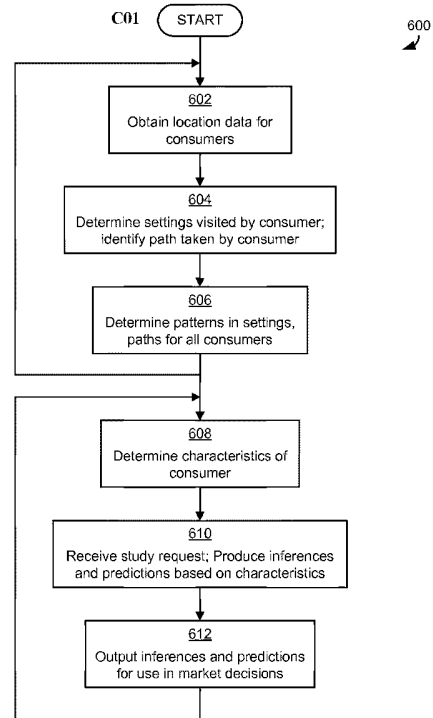 C01
START
600
602
Obtain location data for
consumers
604
Determine settings visited by consumer;
identify path taken by consumer
606
Determine patterns in settings,
paths for all consumers
608
Determine characteristics of
consumer
610
Receive study request; Produce inferences
and predictions based on characteristics
612
Output inferences and predictions
for use in market decisions